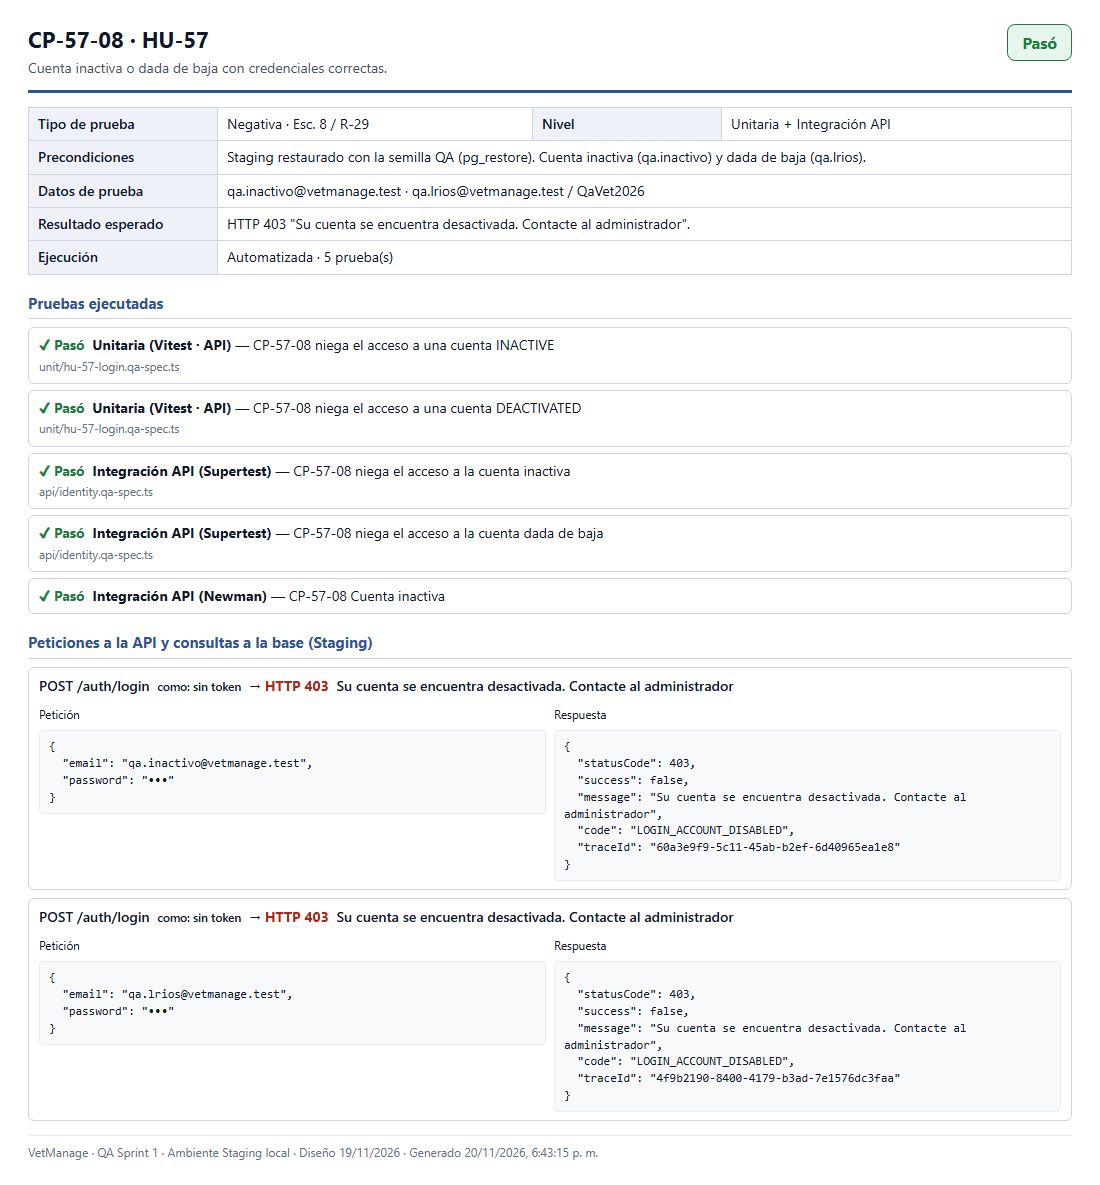 CP-57-08 · HU-57
Pasó
Cuenta inactiva o dada de baja con credenciales correctas.
Tipo de prueba
Negativa · Esc. 8 / R-29
Nivel
Unitaria + Integración API
Precondiciones
Staging restaurado con la semilla QA (pg_restore). Cuenta inactiva (qa.inactivo) y dada de baja (qa.lrios).
Datos de prueba
qa.inactivo@vetmanage.test · qa.lrios@vetmanage.test / QaVet2026
Resultado esperado
HTTP 403 "Su cuenta se encuentra desactivada. Contacte al administrador".
Ejecución
Automatizada · 5 prueba(s)
Pruebas ejecutadas
✓ Pasó Unitaria (Vitest · API) — CP-57-08 niega el acceso a una cuenta INACTIVE
unit/hu-57-login.qa-spec.ts
✓ Pasó Unitaria (Vitest · API) — CP-57-08 niega el acceso a una cuenta DEACTIVATED
unit/hu-57-login.qa-spec.ts
✓ Pasó Integración API (Supertest) — CP-57-08 niega el acceso a la cuenta inactiva
api/identity.qa-spec.ts
✓ Pasó Integración API (Supertest) — CP-57-08 niega el acceso a la cuenta dada de baja
api/identity.qa-spec.ts
✓ Pasó Integración API (Newman) — CP-57-08 Cuenta inactiva
Peticiones a la API y consultas a la base (Staging)
POST /auth/login como: sin token → HTTP 403 Su cuenta se encuentra desactivada. Contacte al administrador
Petición
{
"email": "qa.inactivo@vetmanage.test",
"password": "•••"
}
Respuesta
{
"statusCode": 403,
"success": false,
"message": "Su cuenta se encuentra desactivada. Contacte al
administrador",
"code": "LOGIN_ACCOUNT_DISABLED",
"traceId": "60a3e9f9-5c11-45ab-b2ef-6d40965ea1e8"
}
POST /auth/login como: sin token → HTTP 403 Su cuenta se encuentra desactivada. Contacte al administrador
Petición
{
"email": "qa.lrios@vetmanage.test",
"password": "•••"
}
Respuesta
{
"statusCode": 403,
"success": false,
"message": "Su cuenta se encuentra desactivada. Contacte al
administrador",
"code": "LOGIN_ACCOUNT_DISABLED",
"traceId": "4f9b2190-8400-4179-b3ad-7e1576dc3faa"
}
VetManage · QA Sprint 1 · Ambiente Staging local · Diseño 19/11/2026 · Generado 20/11/2026, 6:43:15 p. m.